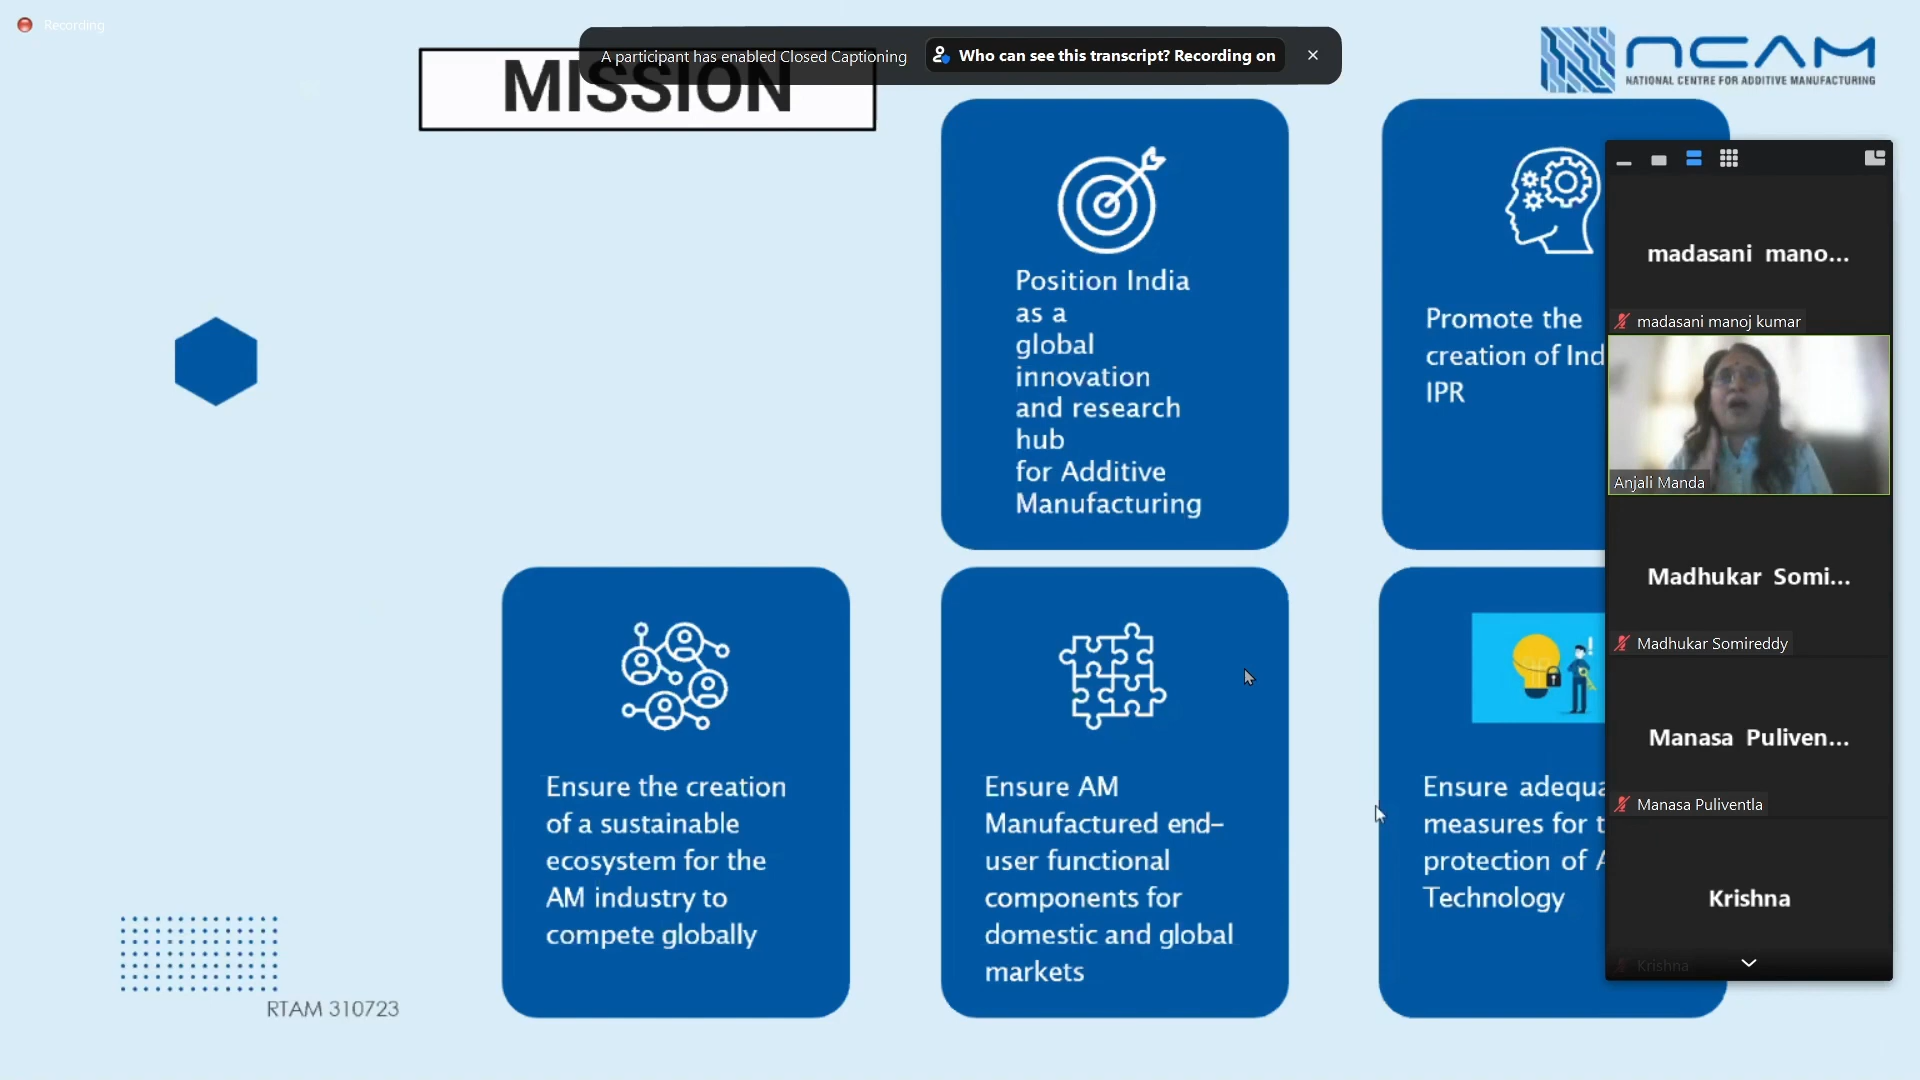 Recording
A participant has enabled Closed Captioning
Who can see this transcript? Recording on
MISSION
NCAM
NATIONAL CENTRE FOR ADDITIVE MANUFACTURING
Position India
as a
global
innovation
and research
hub
for Additive
Manufacturing
Promote the
creation of Ind
IPR
Ensure the creation
of a sustainable
ecosystem for the
AM industry to
compete globally
Ensure AM
Manufactured end-
user functional
components for
domestic and global
markets
Ensure adequa
measures for t
protection of A
Technology
RTAM 310723
madasani mano...
madasani manoj kumar
Anjali Manda
Madhukar Somi...
Madhukar Somireddy
Manasa Puliven...
Manasa Puliventla
Krishna
Krishna